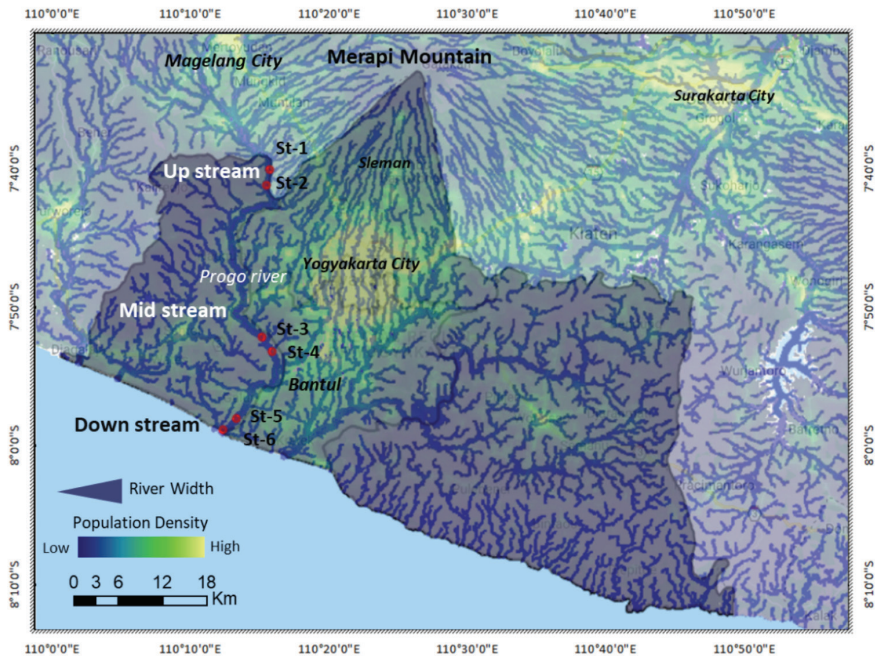 110°0'0"E 110°10'0"E 110°20'0"E 110°30'0"E 110°40'0"E 110°50'0"E
Merapi Mountain
Magelang City
Surakarta City
7°40'0"S
7°40'0"S
St-1
Up stream
St-2
Sleman
Klaten
Progo river
Yogyakarta City
7°50'0"S
7°50'0"S
Mid stream
St-3
St-4
Bantul
Down stream
St-5
St-6
8°0'0"S
8°0'0"S
River Width
Population Density
Low
High
0 3 6 12 18
Km
8°10'0"S
8°10'0"S
110°0'0"E 110°10'0"E 110°20'0"E 110°30'0"E 110°40'0"E 110°50'0"E